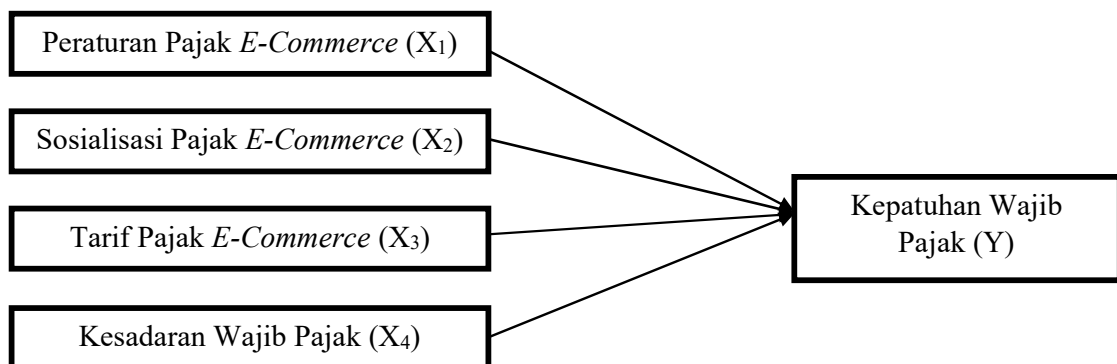 Peraturan Pajak E-Commerce (X₁)
Sosialisasi Pajak E-Commerce (X₂)
Tarif Pajak E-Commerce (X₃)
Kesadaran Wajib Pajak (X₄)
Kepatuhan Wajib
Pajak (Y)